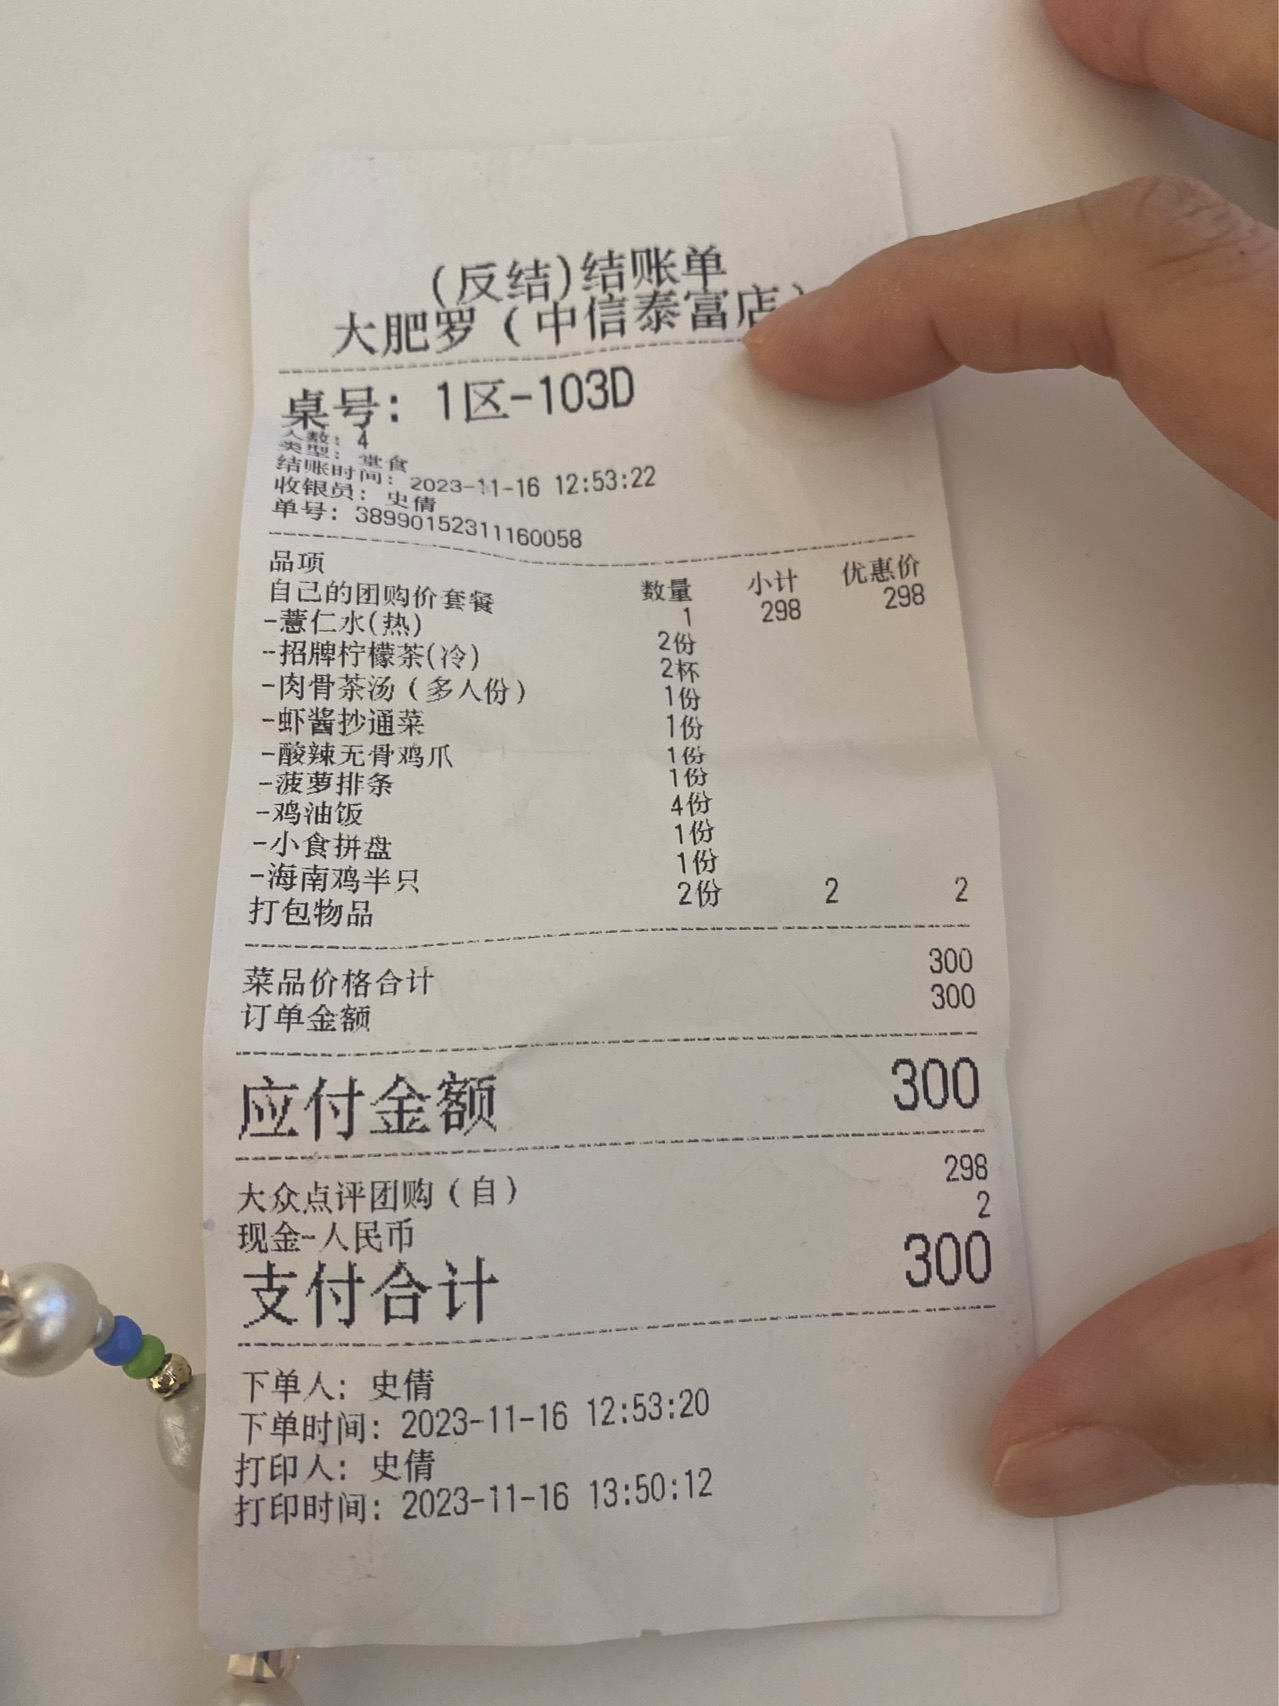 (反结)结账单
大肥罗(中信泰富店)
桌号: 1区-103D
人数: 4
类型: 堂食
结账时间: 2023-11-16 12:53:22
收银员: 史倩
单号: 38990152311160058
品项 数量 小计 优惠价
自己的团购价套餐 1 298 298
-薏仁水(热) 2份
-招牌柠檬茶(冷) 2杯
-肉骨茶汤(多人份) 1份
-虾酱抄通菜 1份
-酸辣无骨鸡爪 1份
-菠萝排条 1份
-鸡油饭 4份
-小食拼盘 1份
-海南鸡半只 1份
打包物品 2份 2 2
菜品价格合计 300
订单金额 300
应付金额 300
大众点评团购(自) 298
现金-人民币 2
支付合计 300
下单人: 史倩
下单时间: 2023-11-16 12:53:20
打印人: 史倩
打印时间: 2023-11-16 13:50:12